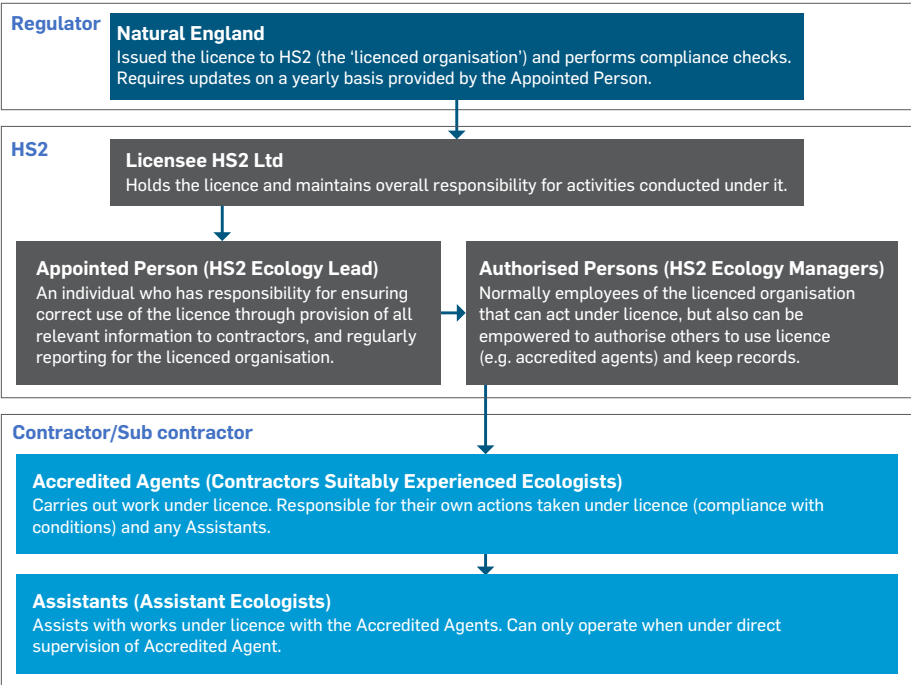 Regulator
Natural England
Issued the licence to HS2 (the ‘licenced organisation’) and performs compliance checks.
Requires updates on a yearly basis provided by the Appointed Person.
HS2
Licensee HS2 Ltd
Holds the licence and maintains overall responsibility for activities conducted under it.
Appointed Person (HS2 Ecology Lead)
An individual who has responsibility for ensuring
correct use of the licence through provision of all
relevant information to contractors, and regularly
reporting for the licenced organisation.
Authorised Persons (HS2 Ecology Managers)
Normally employees of the licenced organisation
that can act under licence, but also can be
empowered to authorise others to use licence
(e.g. accredited agents) and keep records.
Contractor/Sub contractor
Accredited Agents (Contractors Suitably Experienced Ecologists)
Carries out work under licence. Responsible for their own actions taken under licence (compliance with
conditions) and any Assistants.
Assistants (Assistant Ecologists)
Assists with works under licence with the Accredited Agents. Can only operate when under direct
supervision of Accredited Agent.